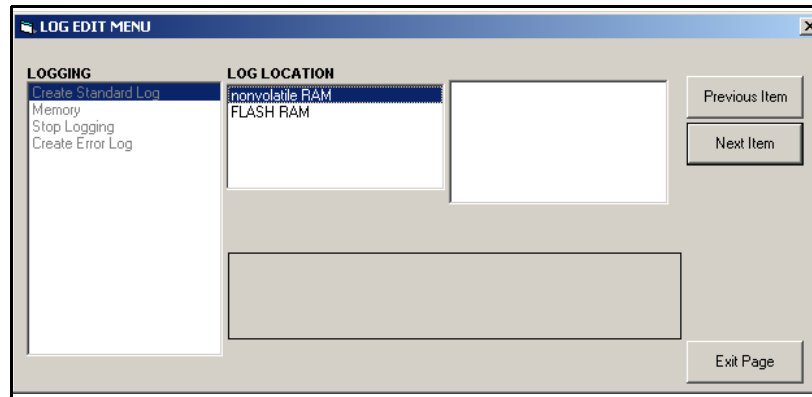 LOG EDIT MENU
LOGGING
Create Standard Log
Memory
Stop Logging
Create Error Log
LOG LOCATION
nonvolatile RAM
FLASH RAM
Previous Item
Next Item
Exit Page